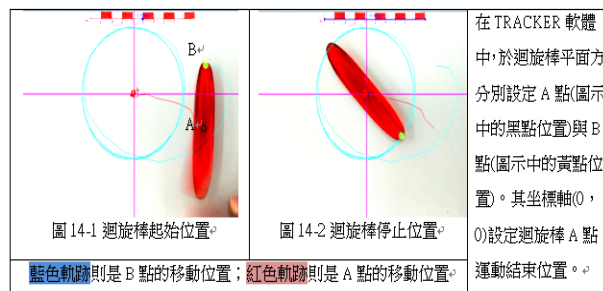 B
A
圖 14-1 迴旋棒起始位置
圖 14-2 迴旋棒停止位置
藍色軌跡則是 B 點的移動位置；紅色軌跡則是 A 點的移動位置
在 TRACKER 軟體
中，於迴旋棒平面方
分別設定 A 點(圖示
中的黑點位置)與 B
點(圖示中的黃點位
置)。其坐標軸(0，
0)設定迴旋棒 A 點
運動結束位置。